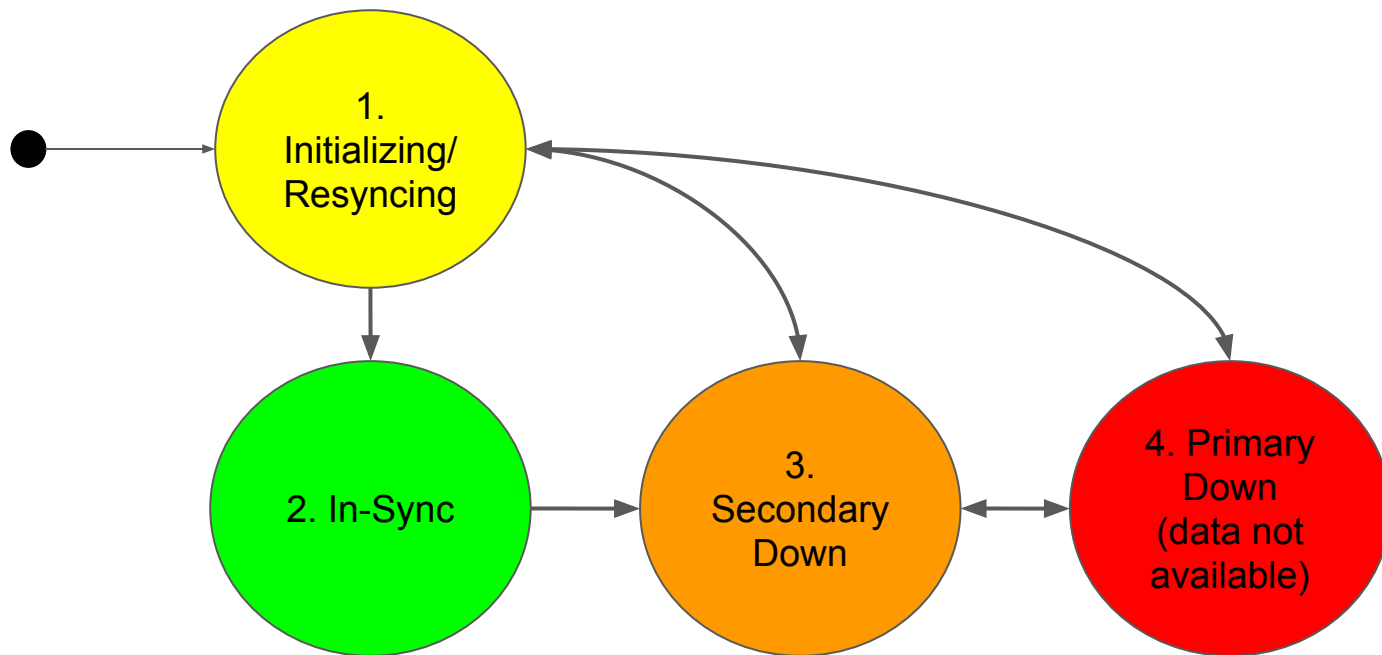 1.
Initializing/
Resyncing
2. In-Sync
3.
Secondary
Down
4. Primary
Down
(data not
available)